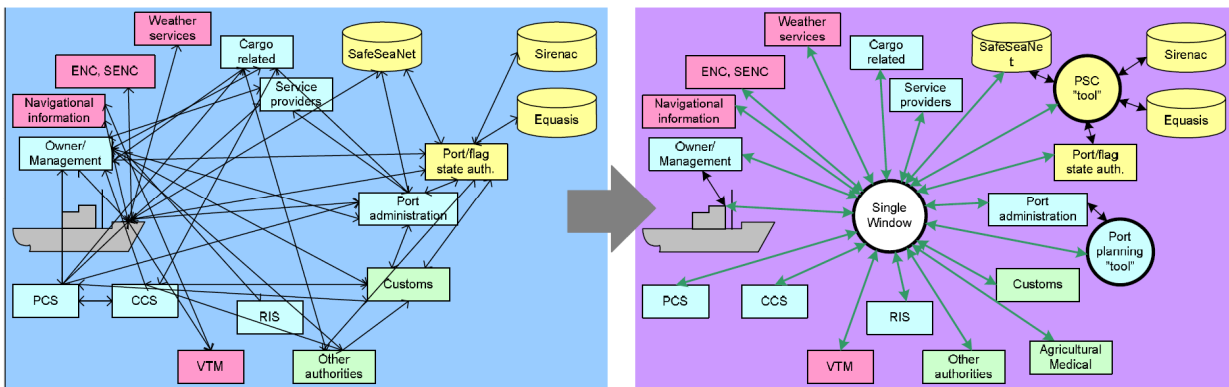 Weather
services
Cargo
related
SafeSeaNet
Sirenac
ENC, SENC
Service
providers
Navigational
information
Equasis
Owner/
Management
Port/flag
state auth.
Port
administration
Customs
PCS
CCS
RIS
VTM
Other
authorities
Weather
services
Cargo
related
SafeSeaNe
t
Sirenac
ENC, SENC
PSC
"tool"
Service
providers
Navigational
information
Equasis
Owner/
Management
Port/flag
state auth.
Single
Window
Port
administration
Port
planning
"tool"
Customs
PCS
CCS
RIS
VTM
Other
authorities
Agricultural
Medical